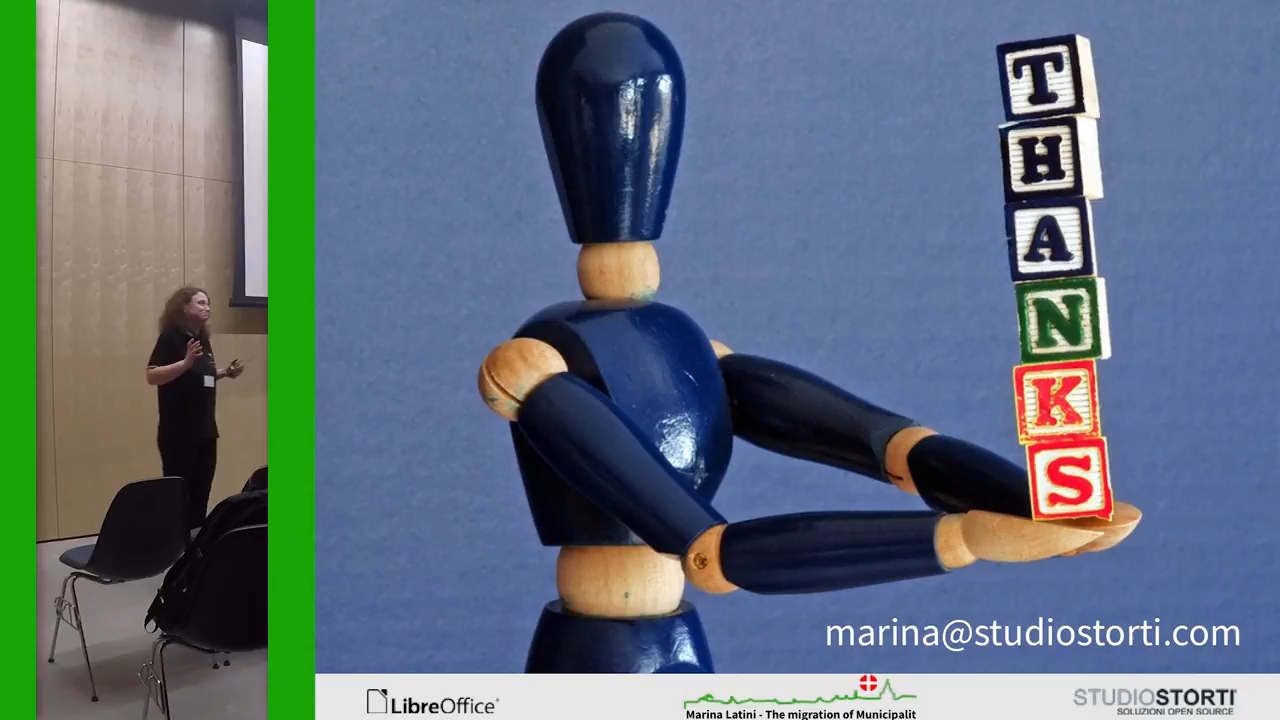 T
H
A
N
K
S
marina@studiostorti.com
LibreOffice®
Marina Latini - The migration of Municipalit
STUDIOSTORTI
SOLUZIONI OPEN SOURCE